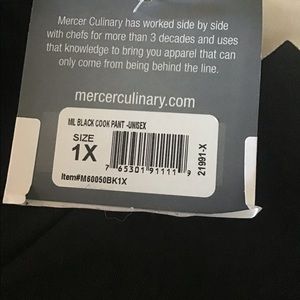 Mercer Culinary has worked side by side
with chefs for more than 3 decades and uses
that knowledge to bring you apparel that can
only come from being behind the line.
mercerculinary.com
ML BLACK COOK PANT -UNISEX
SIZE
1X
7 65301 91111 9
21991-X
Item#M60050BK1X